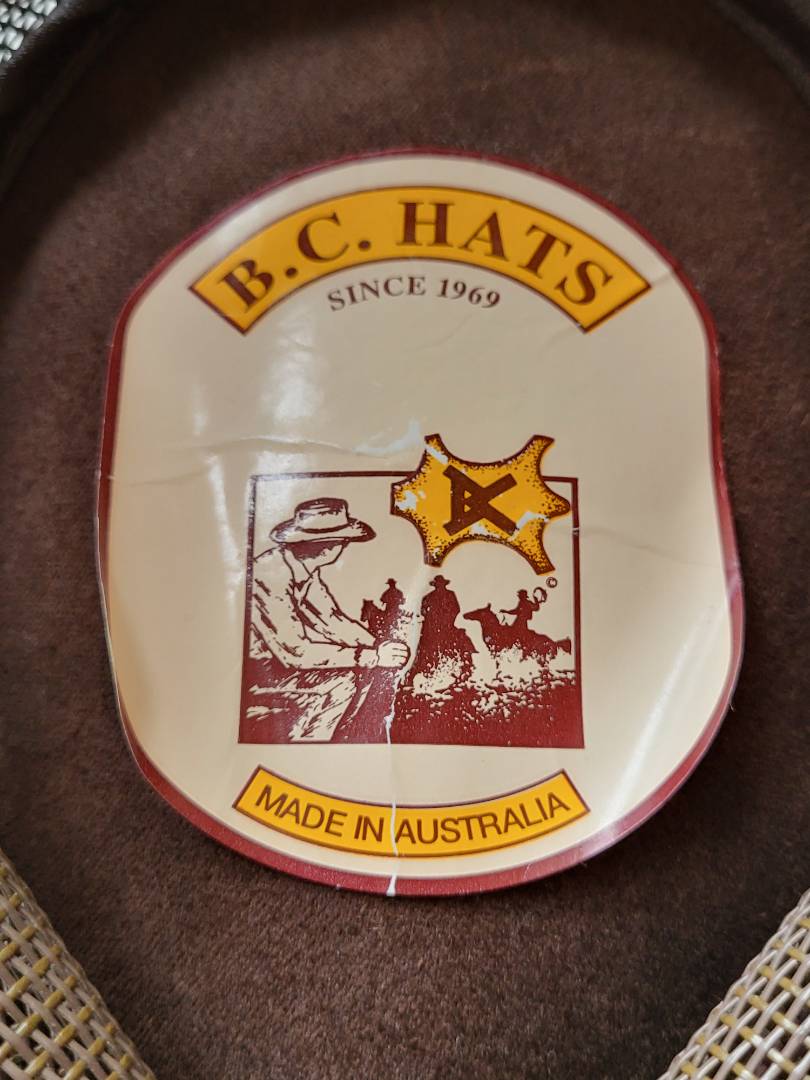 B.C. HATS
SINCE 1969
©
MADE IN AUSTRALIA